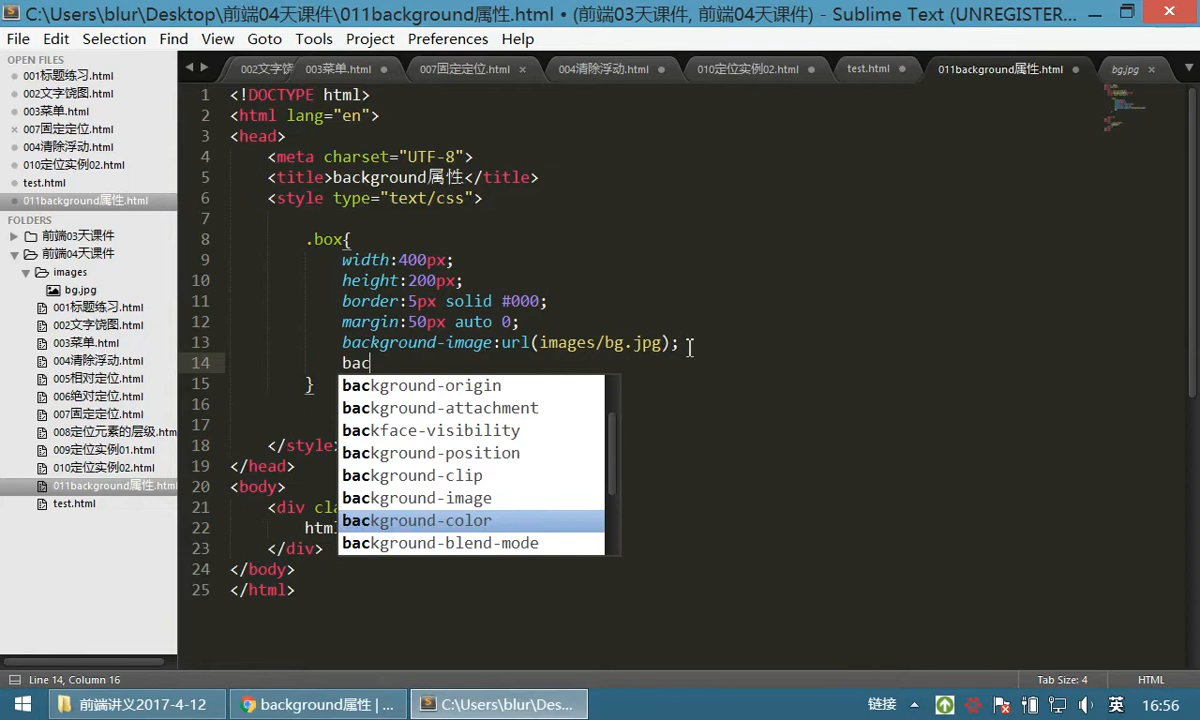 C:\Users\blur\Desktop\前端04天课件\011background属性.html • (前端03天课件, 前端04天课件) - Sublime Text (UNREGISTER...
File Edit Selection Find View Goto Tools Project Preferences Help
OPEN FILES
001标题练习.html
002文字饶图.html
003菜单.html
007固定定位.html
004清除浮动.html
010定位实例02.html
test.html
011background属性.html
FOLDERS
前端03天课件
前端04天课件
images
bg.jpg
001标题练习.html
002文字饶图.html
003菜单.html
004清除浮动.html
005相对定位.html
006绝对定位.html
007固定定位.html
008定位元素的层级.htm
009定位实例01.html
010定位实例02.html
011background属性.html
test.html
002文字饶 003菜单.html 007固定定位.html 004清除浮动.html 010定位实例02.html test.html 011background属性.html bg.jpg
1 <!DOCTYPE html>
2 <html lang="en">
3 <head>
4 <meta charset="UTF-8">
5 <title>background属性</title>
6 <style type="text/css">
7
8 .box{
9 width:400px;
10 height:200px;
11 border:5px solid #000;
12 margin:50px auto 0;
13 background-image:url(images/bg.jpg);
14 bac
15 }
16
17
18 </style>
19 </head>
20 <body>
21 <div cla
22 html
23 </div>
24 </body>
25 </html>
background-origin
background-attachment
backface-visibility
background-position
background-clip
background-image
background-color
background-blend-mode
Line 14, Column 16 Tab Size: 4 HTML
前端讲义2017-4-12 background属性 | ... C:\Users\blur\Des... 链接 英 16:56